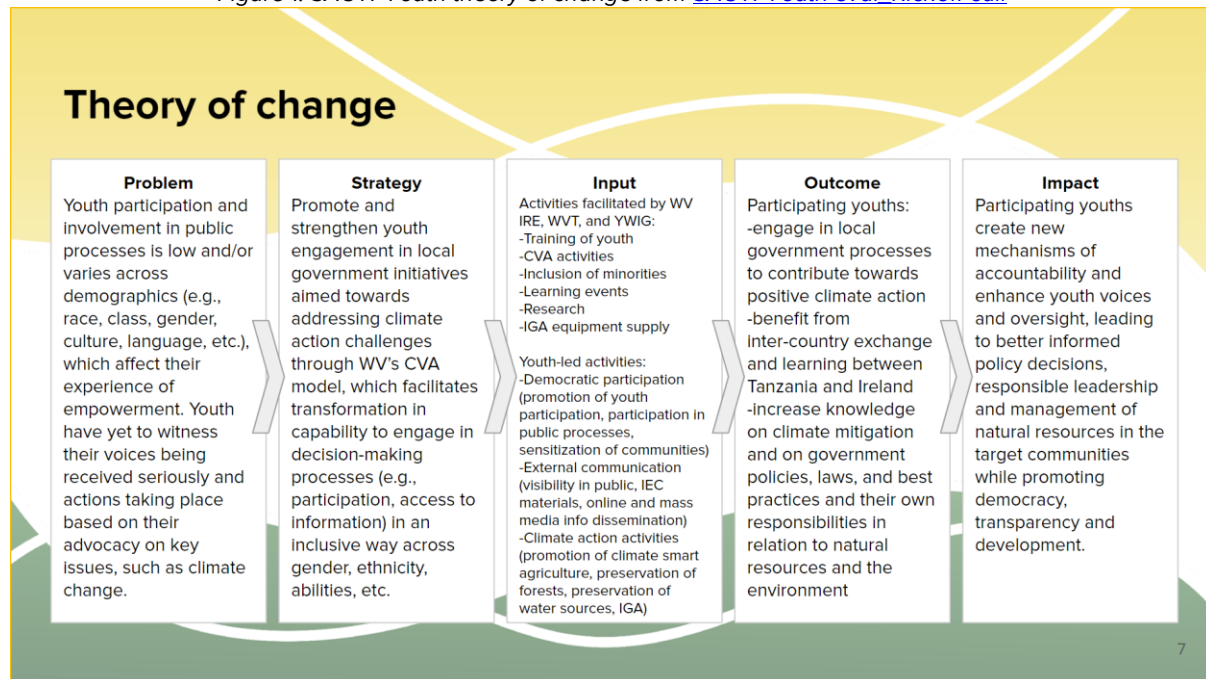 Theory of change
Problem
Youth participation and
involvement in public
processes is low and/or
varies across
demographics (e.g.,
race, class, gender,
culture, language, etc.),
which affect their
experience of
empowerment. Youth
have yet to witness
their voices being
received seriously and
actions taking place
based on their
advocacy on key
issues, such as climate
change.
Strategy
Promote and
strengthen youth
engagement in local
government initiatives
aimed towards
addressing climate
action challenges
through WV's CVA
model, which facilitates
transformation in
capability to engage in
decision-making
processes (e.g.,
participation, access to
information) in an
inclusive way across
gender, ethnicity,
abilities, etc.
Input
Activities facilitated by WV
IRE, WVT, and YWIG:
-Training of youth
-CVA activities
-Inclusion of minorities
-Learning events
-Research
-IGA equipment supply
Youth-led activities:
-Democratic participation
(promotion of youth
participation, participation in
public processes,
sensitization of communities)
-External communication
(visibility in public, IEC
materials, online and mass
media info dissemination)
-Climate action activities
(promotion of climate smart
agriculture, preservation of
forests, preservation of
water sources, IGA)
Outcome
Participating youths:
-engage in local
government processes
to contribute towards
positive climate action
-benefit from
inter-country exchange
and learning between
Tanzania and Ireland
-increase knowledge
on climate mitigation
and on government
policies, laws, and best
practices and their own
responsibilities in
relation to natural
resources and the
environment
Impact
Participating youths
create new
mechanisms of
accountability and
enhance youth voices
and oversight, leading
to better informed
policy decisions,
responsible leadership
and management of
natural resources in the
target communities
while promoting
democracy,
transparency and
development.
7